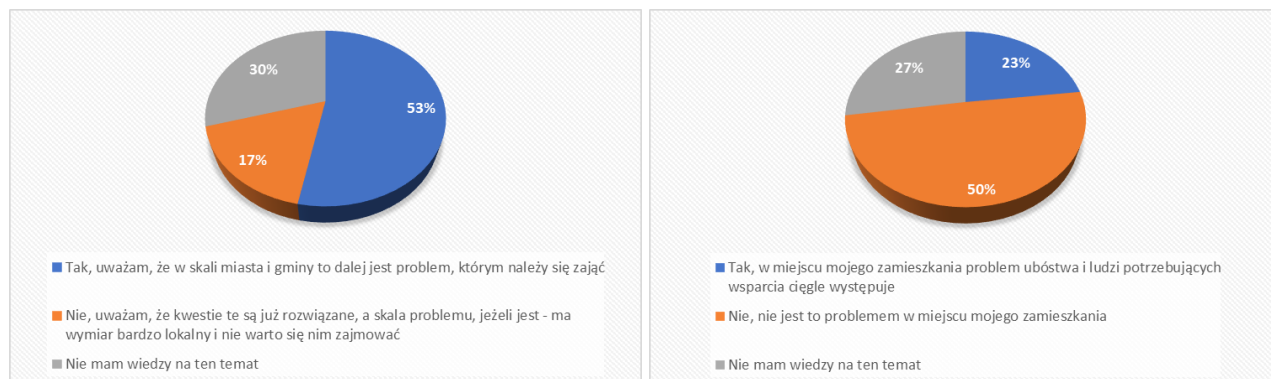 30%
53%
17%
Tak, uważam, że w skali miasta i gminy to dalej jest problem, którym należy się zająć
Nie, uważam, że kwestie te są już rozwiązane, a skala problemu, jeżeli jest - ma
wymiar bardzo lokalny i nie warto się nim zajmować
Nie mam wiedzy na ten temat
27%
23%
50%
Tak, w miejscu mojego zamieszkania problem ubóstwa i ludzi potrzebujących
wsparcia cięgle występuje
Nie, nie jest to problemem w miejscu mojego zamieszkania
Nie mam wiedzy na ten temat